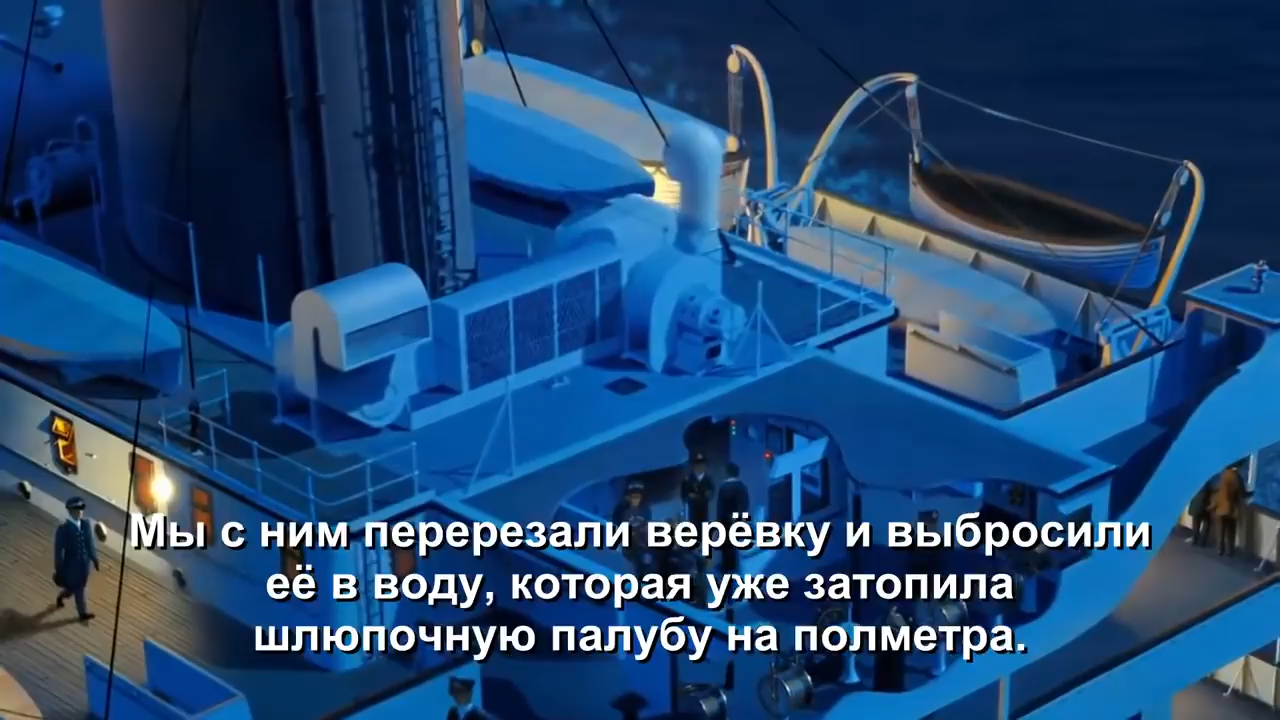 Мы с ним перерезали верёвку и выбросили
её в воду, которая уже затопила
шлюпочную палубу на полметра.